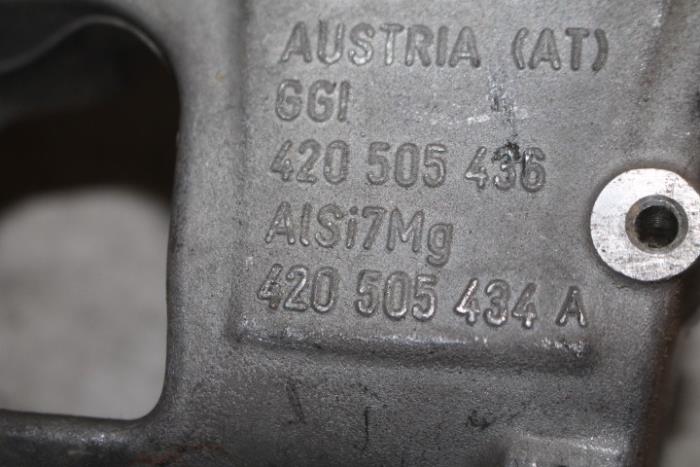 AUSTRIA (AT)
GGI
420 505 436
AlSi7Mg
420 505 434 A